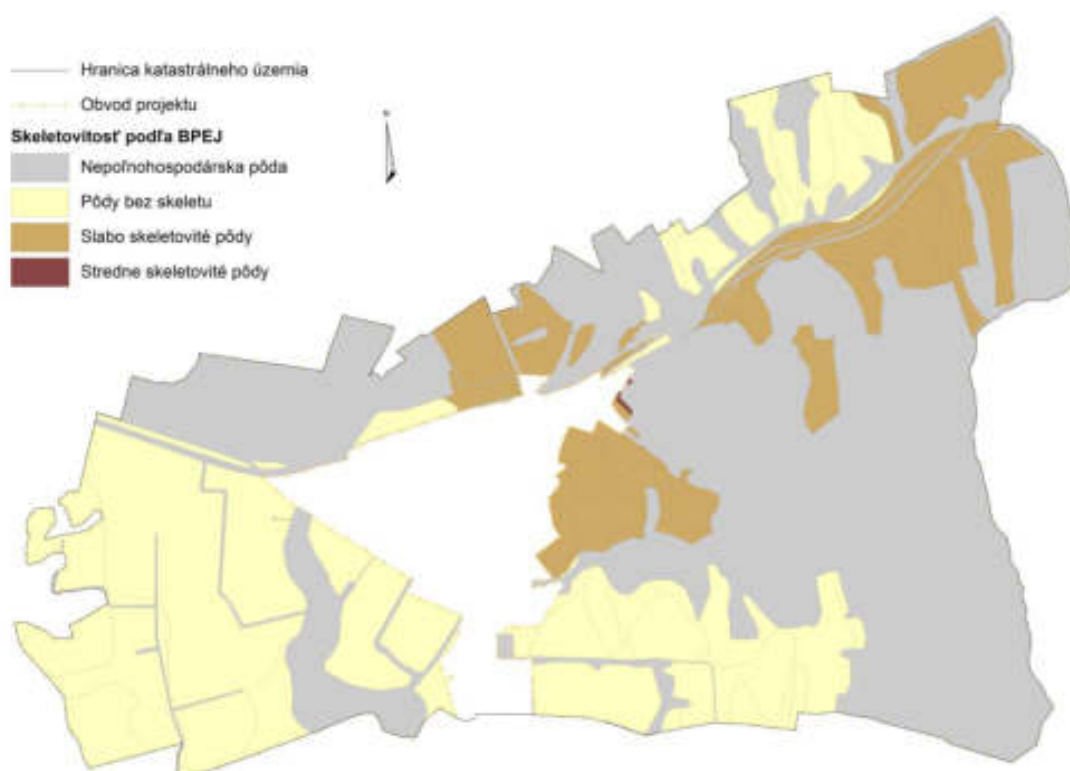 Hranica katastrálneho územia
Obvod projektu
Skeletovitosť podľa BPEJ
Nepoľnohospodárska pôda
Pôdy bez skeletu
Slabo skeletovité pôdy
Stredne skeletovité pôdy